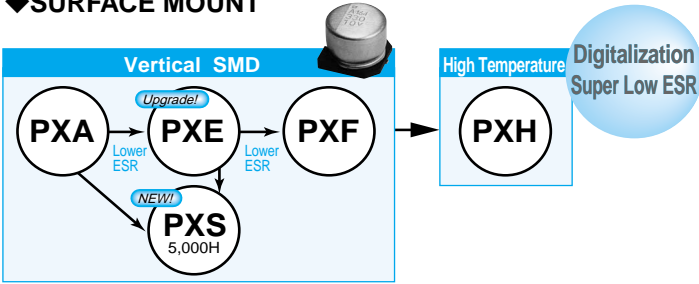 ◆SURFACE MOUNT
Vertical SMD
High Temperature
Digitalization
Super Low ESR
Upgrade!
PXA
PXE
PXF
PXH
Lower
ESR
Lower
ESR
NEW!
PXS
5,000H